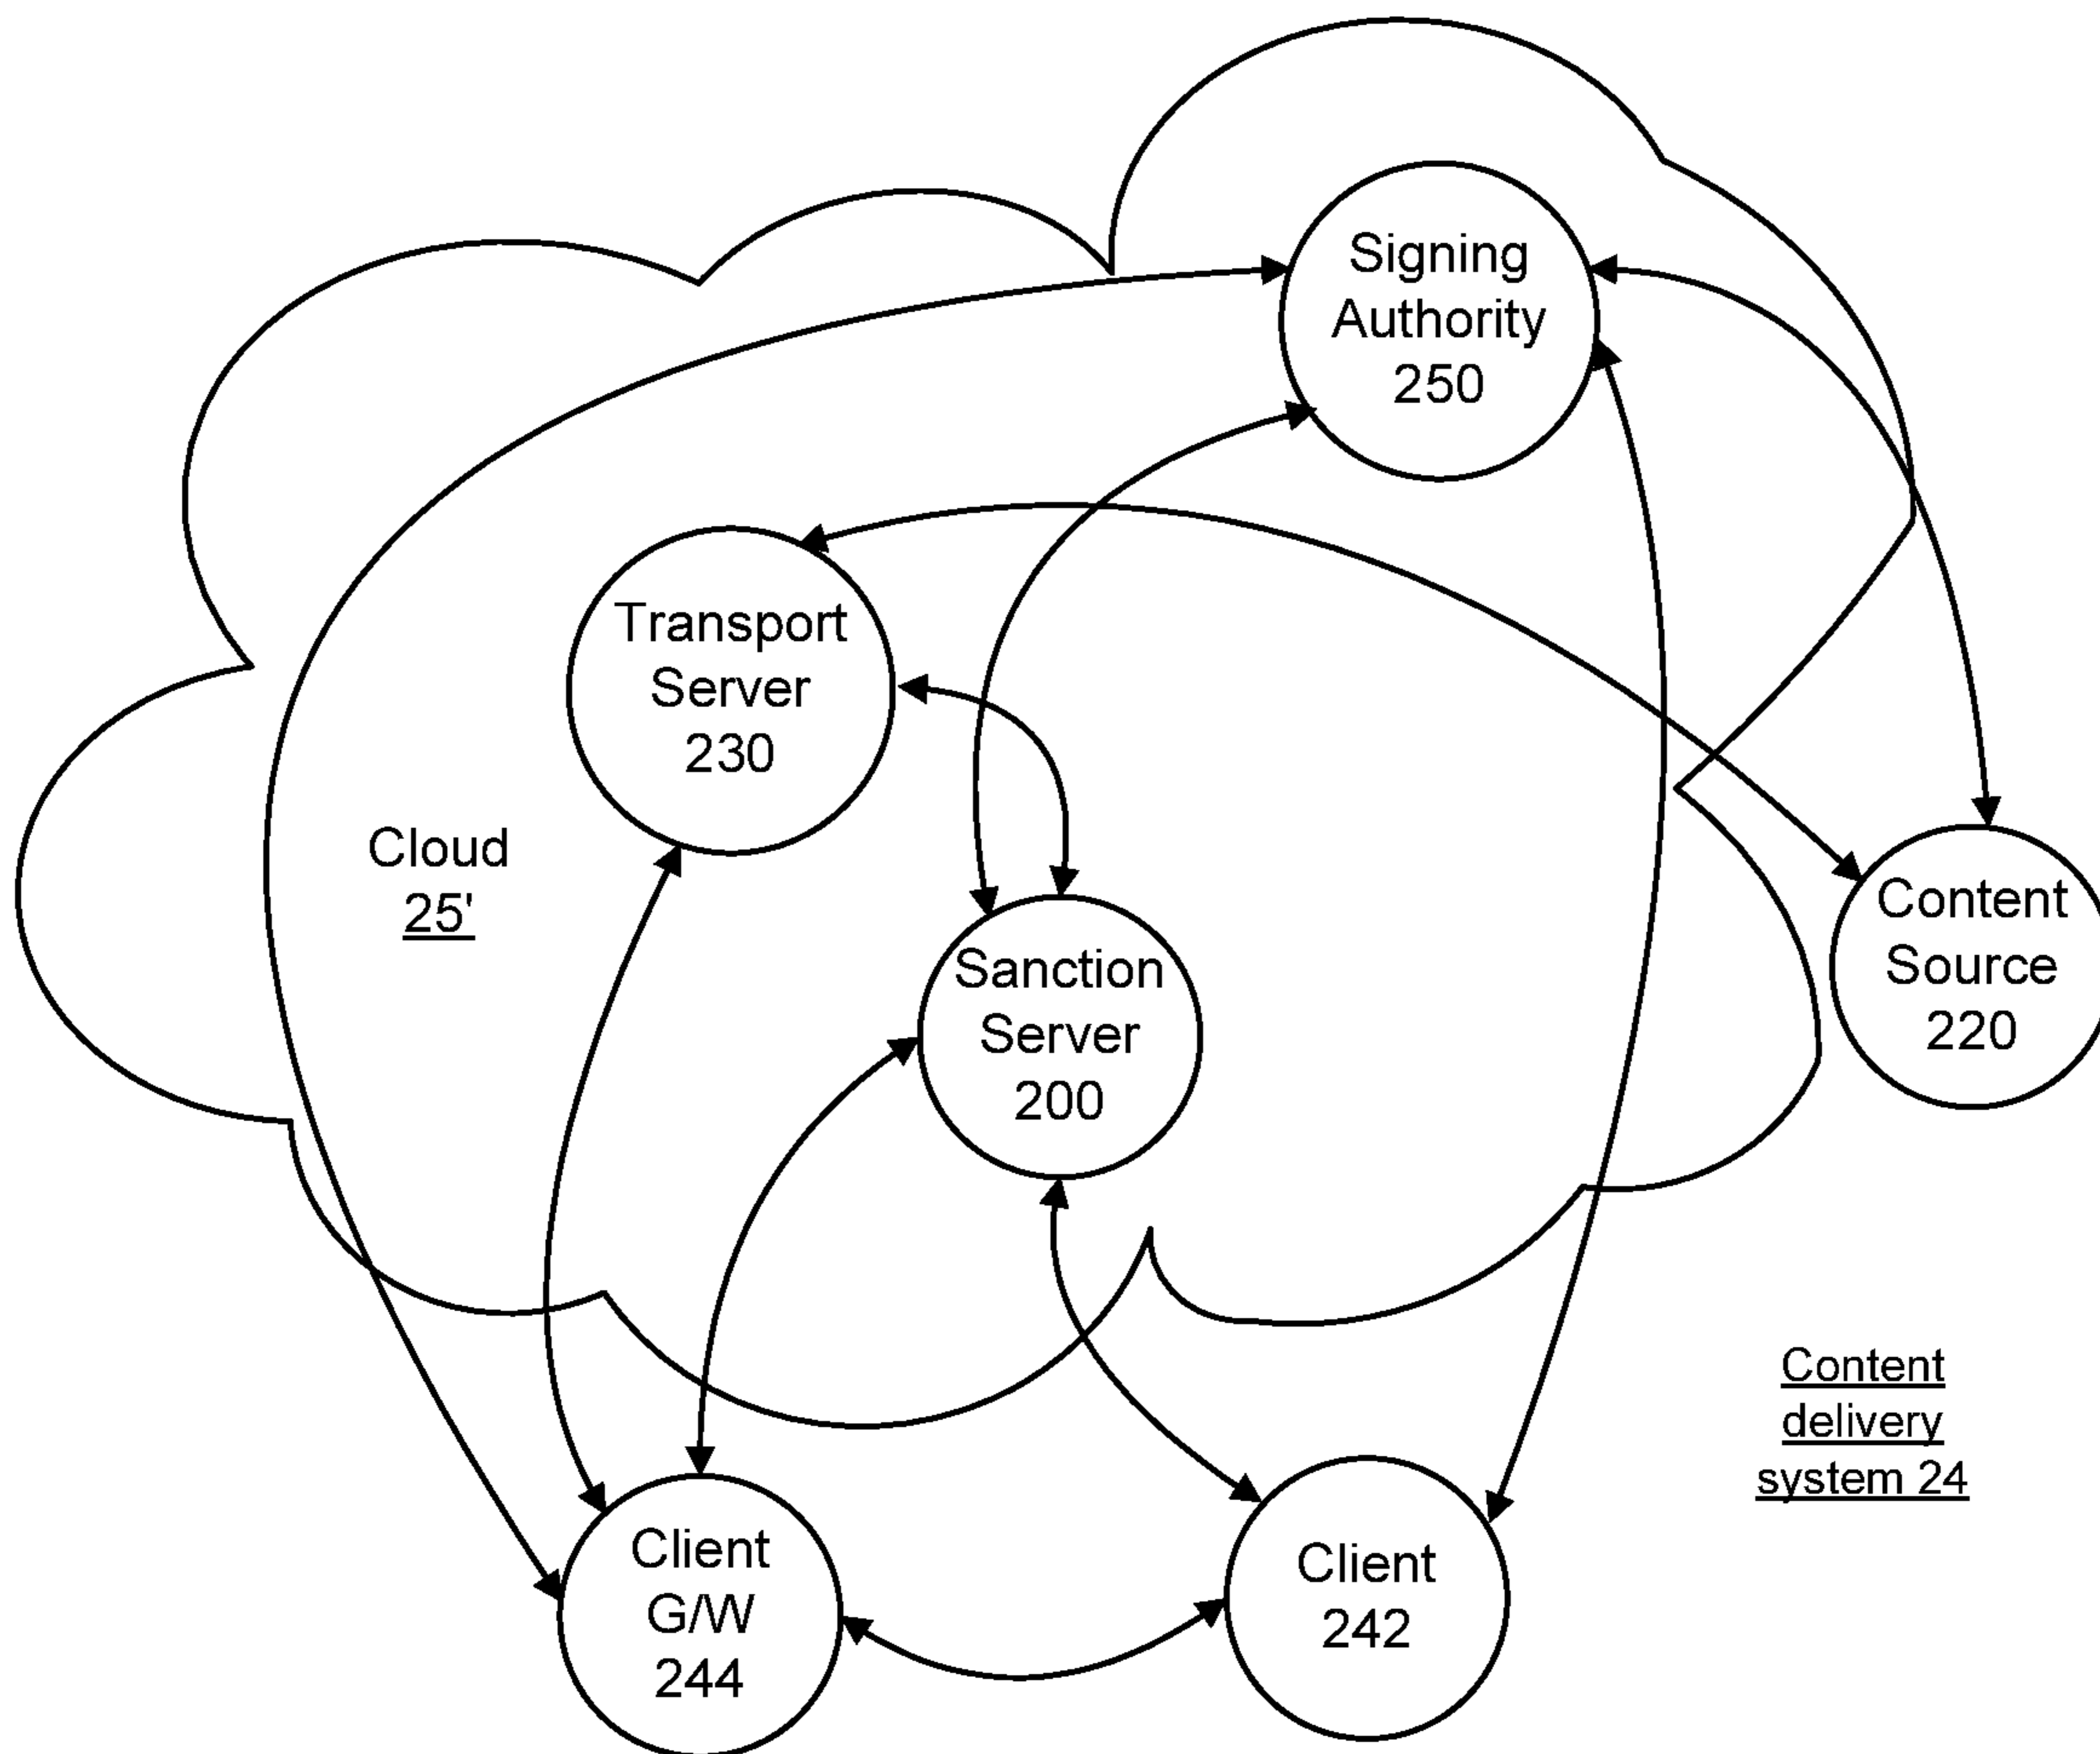 Signing
Authority
250
Transport
Server
230
Cloud
25'
Content
Source
220
Sanction
Server
200
Content
delivery
system 24
Client
G/W
244
Client
242